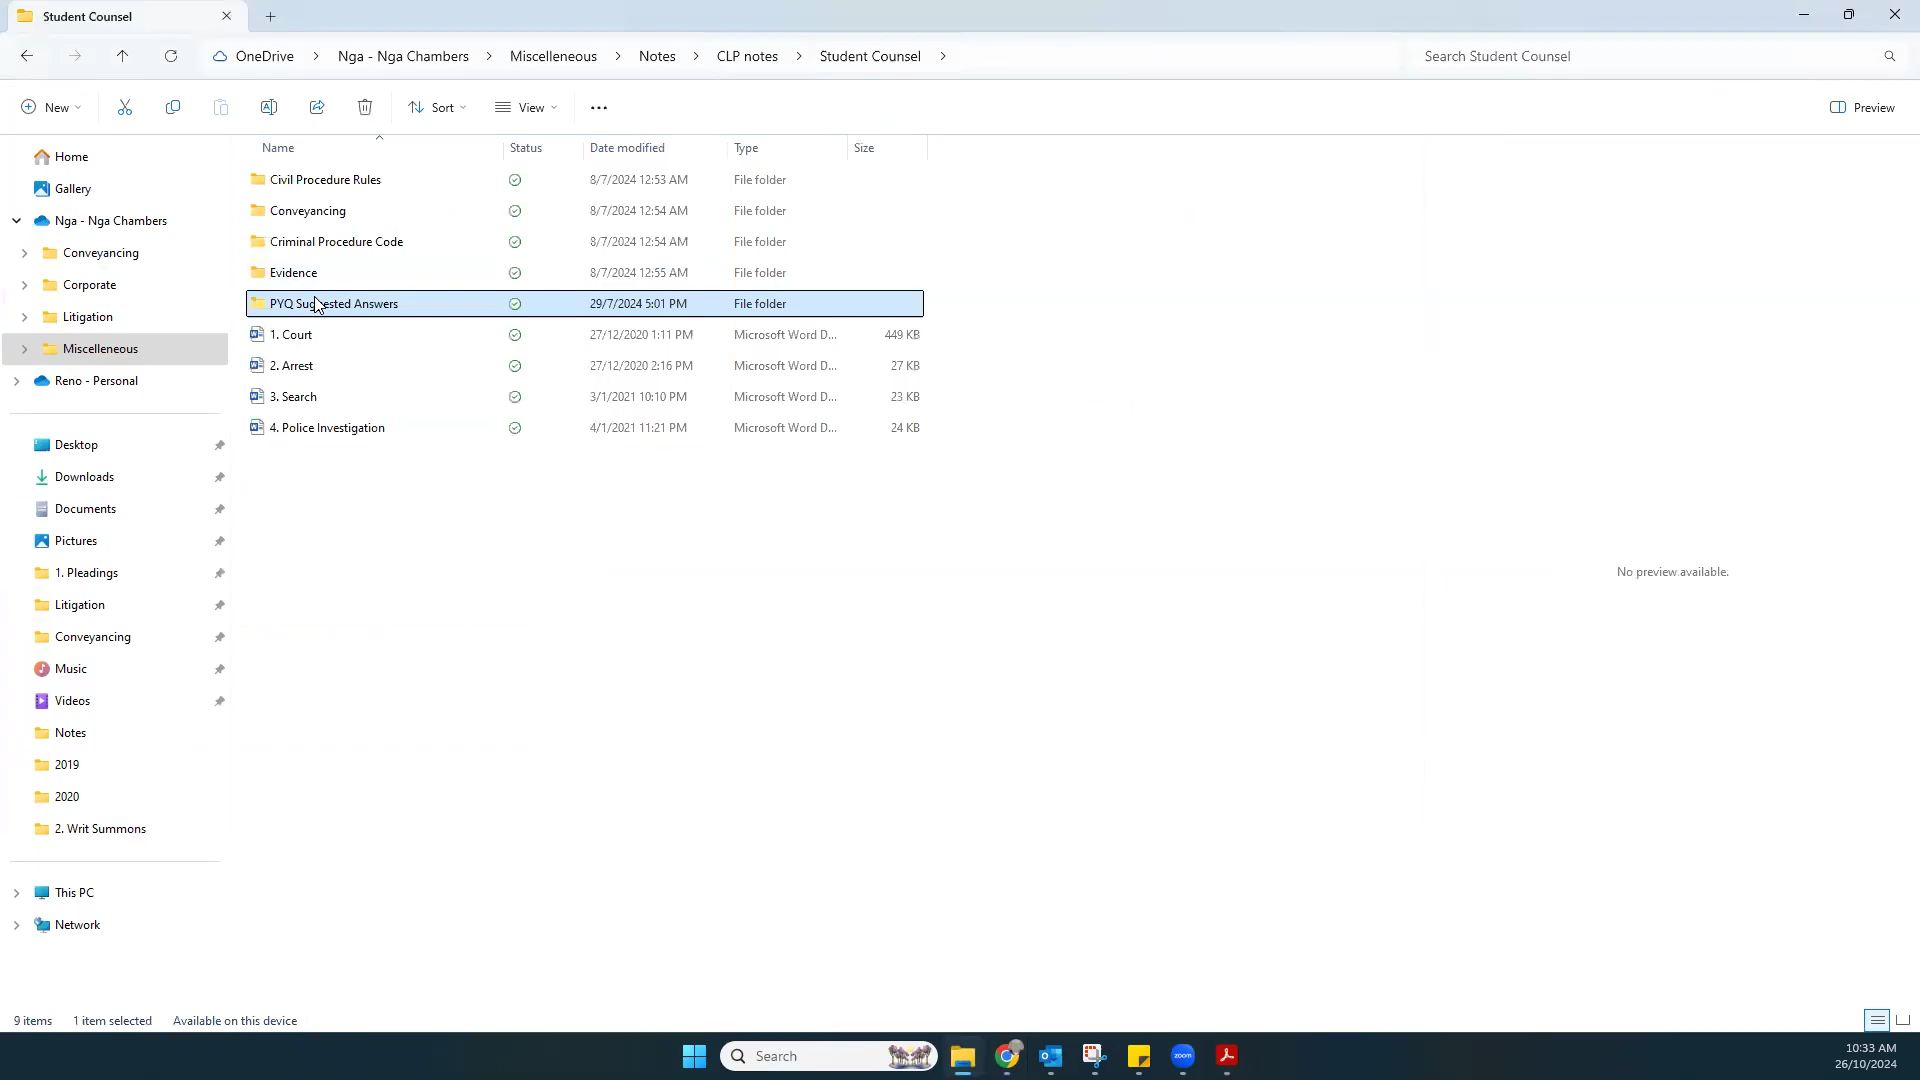 Student Counsel
OneDrive > Nga - Nga Chambers > Miscelleneous > Notes > CLP notes > Student Counsel >
Search Student Counsel
New
Sort
View
Preview
Name Status Date modified Type Size
Home
Gallery
Nga - Nga Chambers
Conveyancing
Corporate
Litigation
Miscelleneous
Reno - Personal
Desktop
Downloads
Documents
Pictures
1. Pleadings
Litigation
Conveyancing
Music
Videos
Notes
2019
2020
2. Writ Summons
This PC
Network
Civil Procedure Rules 8/7/2024 12:53 AM File folder
Conveyancing 8/7/2024 12:54 AM File folder
Criminal Procedure Code 8/7/2024 12:54 AM File folder
Evidence 8/7/2024 12:55 AM File folder
PYQ Suggested Answers 29/7/2024 5:01 PM File folder
1. Court 27/12/2020 1:11 PM Microsoft Word D... 449 KB
2. Arrest 27/12/2020 2:16 PM Microsoft Word D... 27 KB
3. Search 3/1/2021 10:10 PM Microsoft Word D... 23 KB
4. Police Investigation 4/1/2021 11:21 PM Microsoft Word D... 24 KB
No preview available.
9 items 1 item selected Available on this device
Search
zoom
10:33 AM
26/10/2024